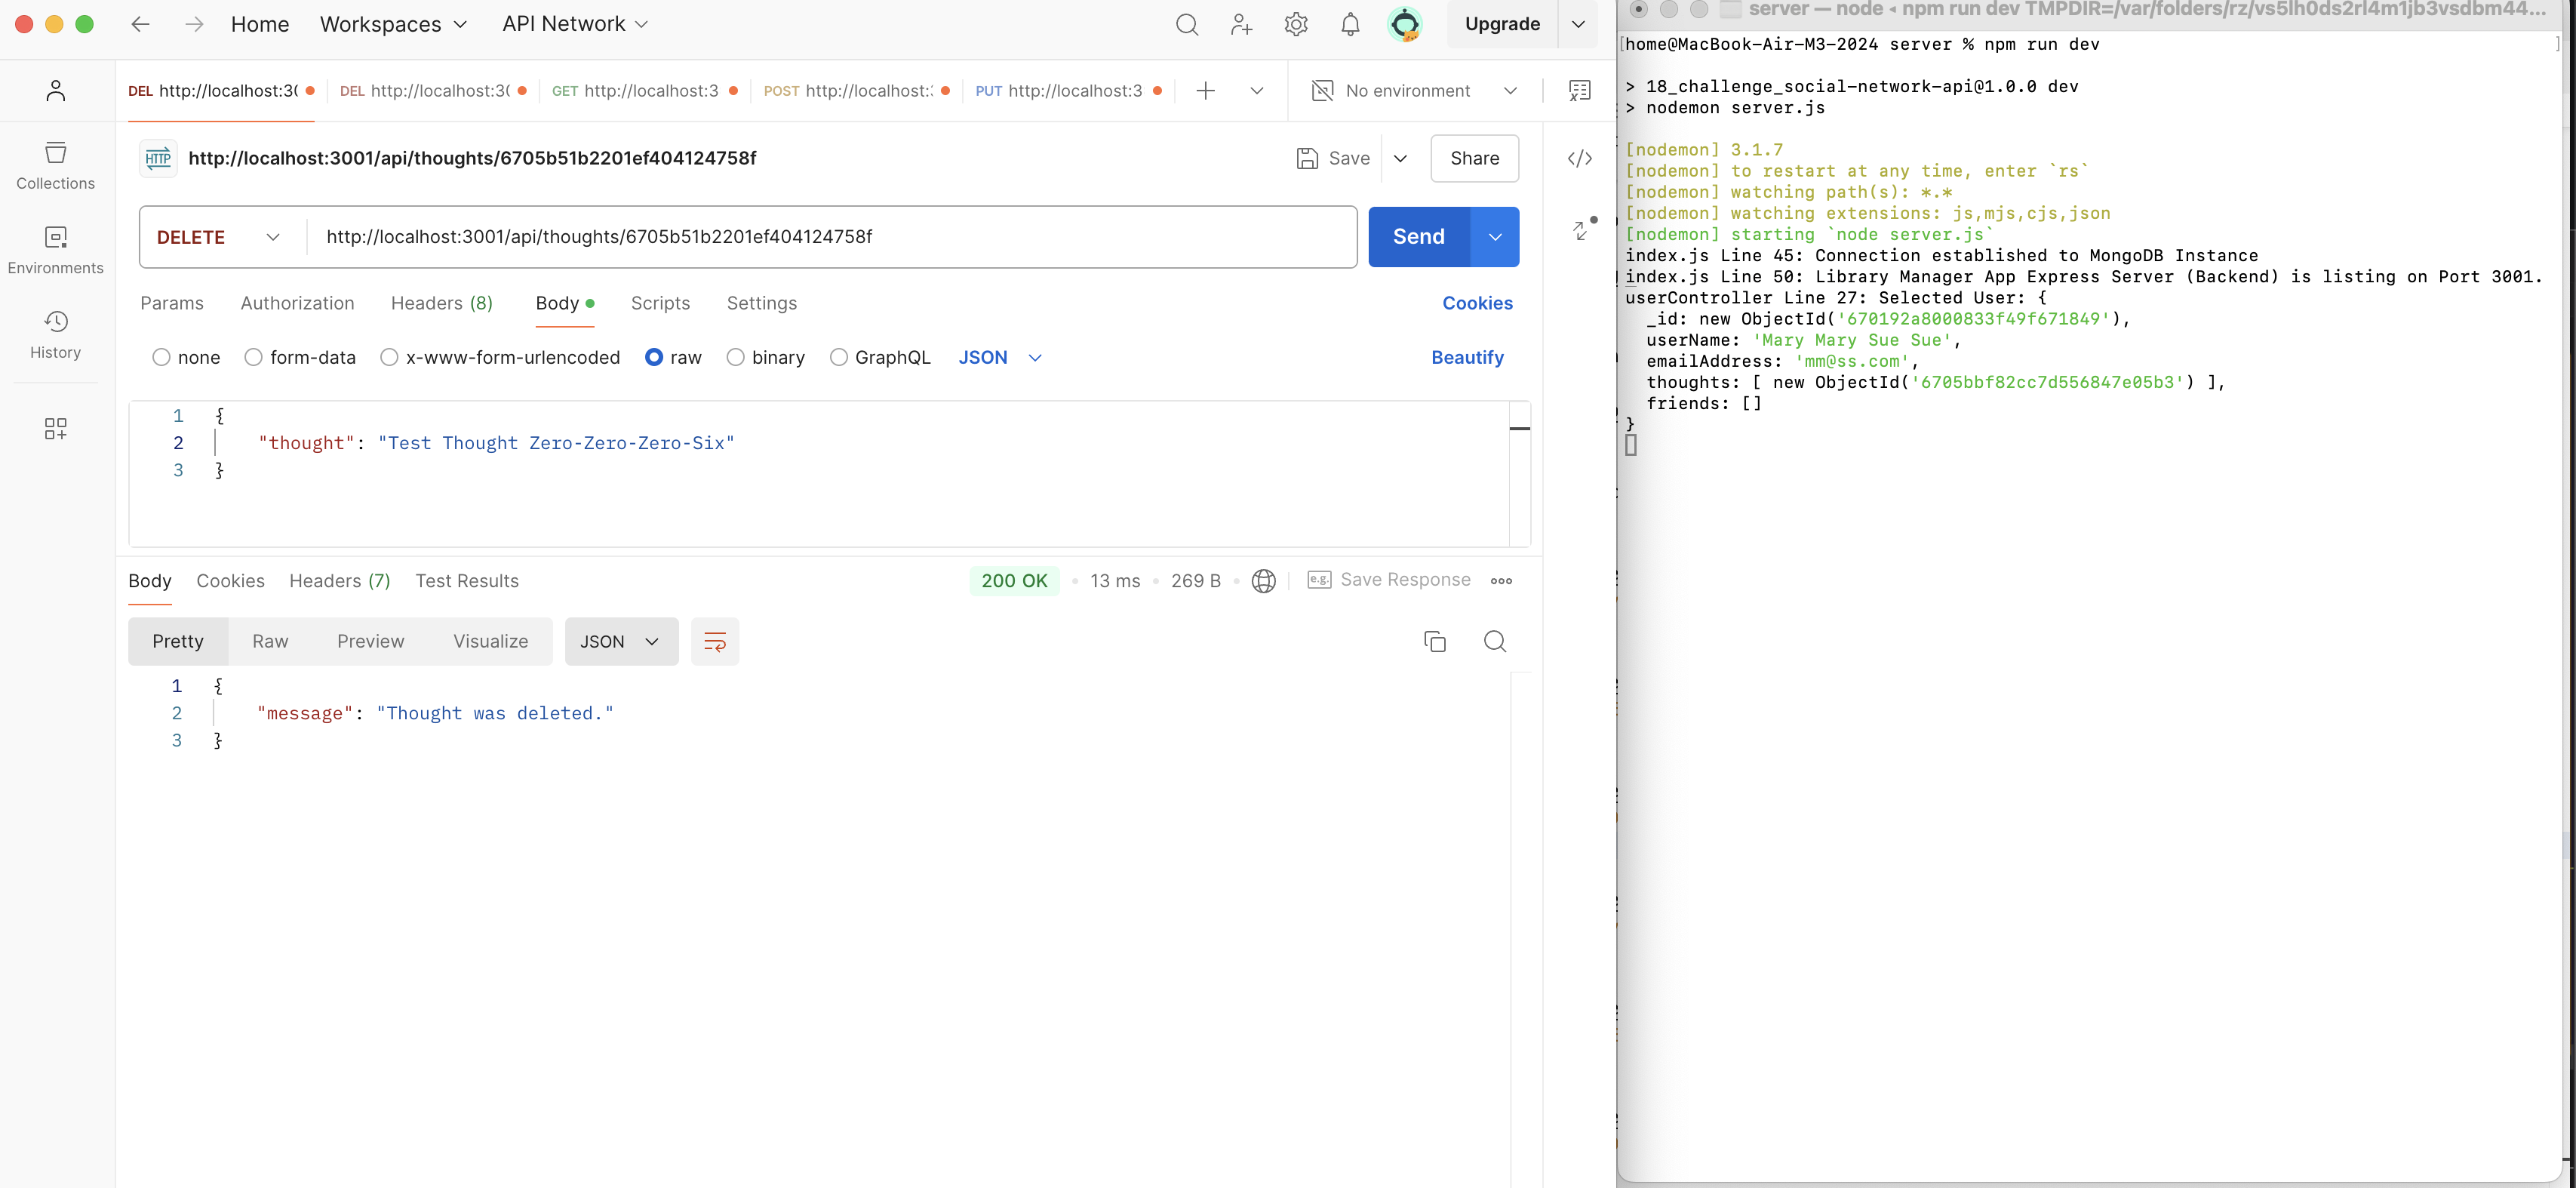 Home Workspaces API Network Upgrade
DEL http://localhost:30 DEL http://localhost:30 GET http://localhost:3 POST http://localhost: PUT http://localhost:3 No environment
Collections
Environments
History
HTTP http://localhost:3001/api/thoughts/6705b51b2201ef404124758f Save Share
DELETE http://localhost:3001/api/thoughts/6705b51b2201ef404124758f Send
Params Authorization Headers (8) Body Scripts Settings Cookies
none form-data x-www-form-urlencoded raw binary GraphQL JSON Beautify
1 {
2 "thought": "Test Thought Zero-Zero-Zero-Six"
3 }
Body Cookies Headers (7) Test Results 200 OK 13 ms 269 B e.g. Save Response
Pretty Raw Preview Visualize JSON
1 {
2 "message": "Thought was deleted."
3 }
server — node ◂ npm run dev TMPDIR=/var/folders/rz/vs5lh0ds2rl4m1jb3vsdbm44...
[home@MacBook-Air-M3-2024 server % npm run dev ]
> 18_challenge_social-network-api@1.0.0 dev
> nodemon server.js
[nodemon] 3.1.7
[nodemon] to restart at any time, enter `rs`
[nodemon] watching path(s): *.*
[nodemon] watching extensions: js,mjs,cjs,json
[nodemon] starting `node server.js`
index.js Line 45: Connection established to MongoDB Instance
index.js Line 50: Library Manager App Express Server (Backend) is listing on Port 3001.
userController Line 27: Selected User: {
_id: new ObjectId('670192a8000833f49f671849'),
userName: 'Mary Mary Sue Sue',
emailAddress: 'mm@ss.com',
thoughts: [ new ObjectId('6705bbf82cc7d556847e05b3') ],
friends: []
}